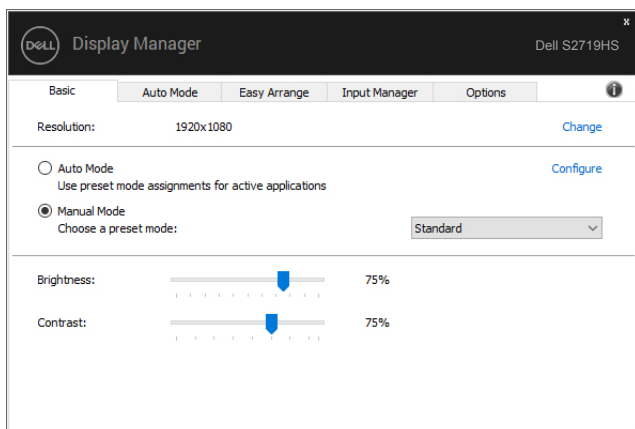 x
DELL Display Manager Dell S2719HS
Basic Auto Mode Easy Arrange Input Manager Options i
Resolution: 1920x1080 Change
Auto Mode Configure
Use preset mode assignments for active applications
Manual Mode
Choose a preset mode: Standard
Brightness: 75%
Contrast: 75%